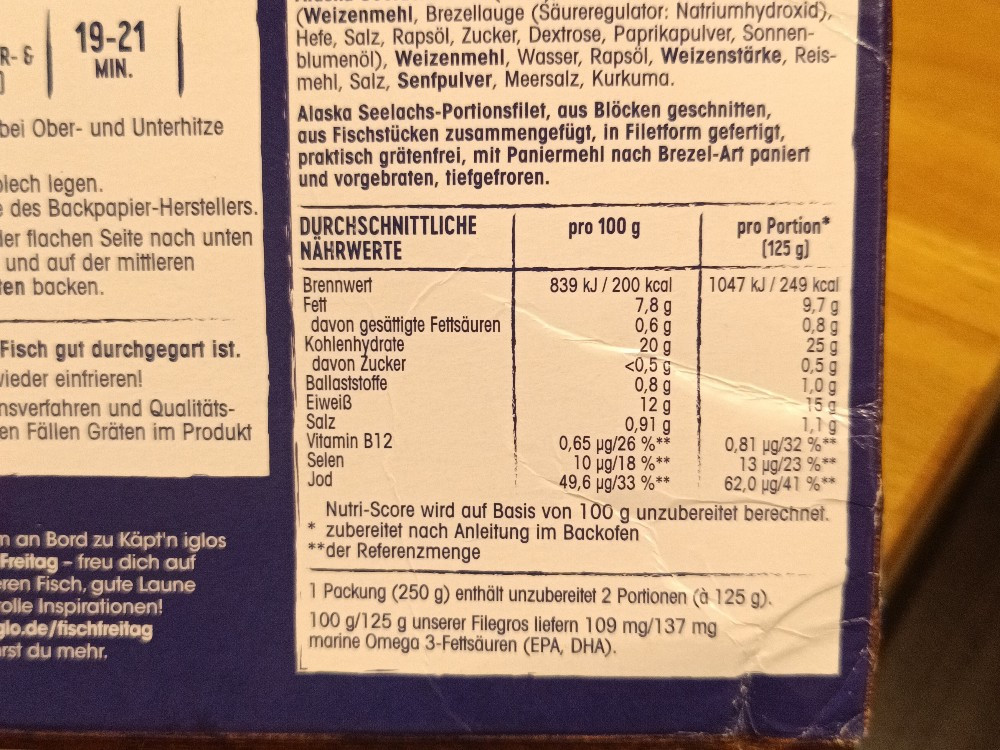 R- &
19-21
MIN.
bei Ober- und Unterhitze
blech legen.
des Backpapier-Herstellers.
der flachen Seite nach unten
und auf der mittleren
ten backen.
Fisch gut durchgegart ist.
wieder einfrieren!
nsverfahren und Qualitäts-
en Fällen Gräten im Produkt
n an Bord zu Käpt'n iglos
Freitag – freu dich auf
eren Fisch, gute Laune
olle Inspirationen!
glo.de/fischfreitag
rst du mehr.
(Weizenmehl, Brezellauge (Säureregulator: Natriumhydroxid),
Hefe, Salz, Rapsöl, Zucker, Dextrose, Paprikapulver, Sonnen-
blumenöl), Weizenmehl, Wasser, Rapsöl, Weizenstärke, Reis-
mehl, Salz, Senfpulver, Meersalz, Kurkuma.
Alaska Seelachs-Portionsfilet, aus Blöcken geschnitten,
aus Fischstücken zusammengefügt, in Filetform gefertigt,
praktisch grätenfrei, mit Paniermehl nach Brezel-Art paniert
und vorgebraten, tiefgefroren.
DURCHSCHNITTLICHE NÄHRWERTE pro 100 g pro Portion* (125 g)
Brennwert 839 kJ / 200 kcal 1047 kJ / 249 kcal
Fett 7,8 g 9,7 g
davon gesättigte Fettsäuren 0,6 g 0,8 g
Kohlenhydrate 20 g 25 g
davon Zucker <0,5 g 0,5 g
Ballaststoffe 0,8 g 1,0 g
Eiweiß 12 g 15 g
Salz 0,91 g 1,1 g
Vitamin B12 0,65 µg/26 %** 0,81 µg/32 %**
Selen 10 µg/18 %** 13 µg/23 %**
Jod 49,6 µg/33 %** 62,0 µg/41 %**
Nutri-Score wird auf Basis von 100 g unzubereitet berechnet.
* zubereitet nach Anleitung im Backofen
**der Referenzmenge
1 Packung (250 g) enthält unzubereitet 2 Portionen (à 125 g).
100 g/125 g unserer Filegros liefern 109 mg/137 mg
marine Omega 3-Fettsäuren (EPA, DHA).